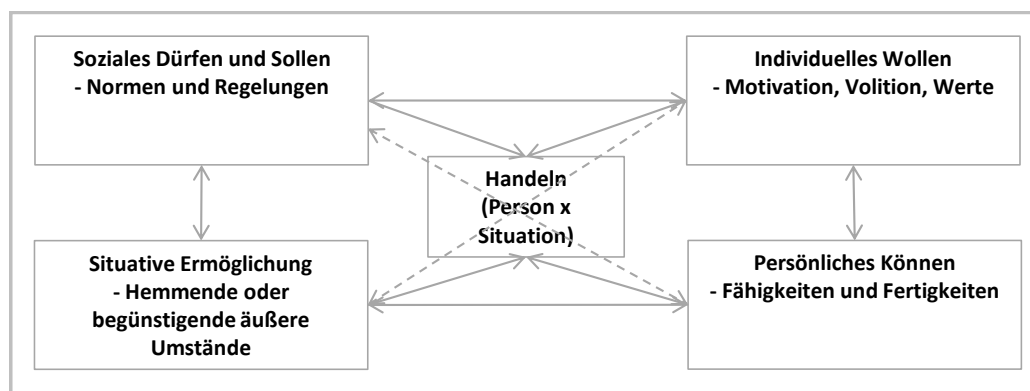 Soziales Dürfen und Sollen
- Normen und Regelungen
Individuelles Wollen
- Motivation, Volition, Werte
Handeln
(Person x
Situation)
Situative Ermöglichung
- Hemmende oder
begünstigende äußere
Umstände
Persönliches Können
- Fähigkeiten und Fertigkeiten